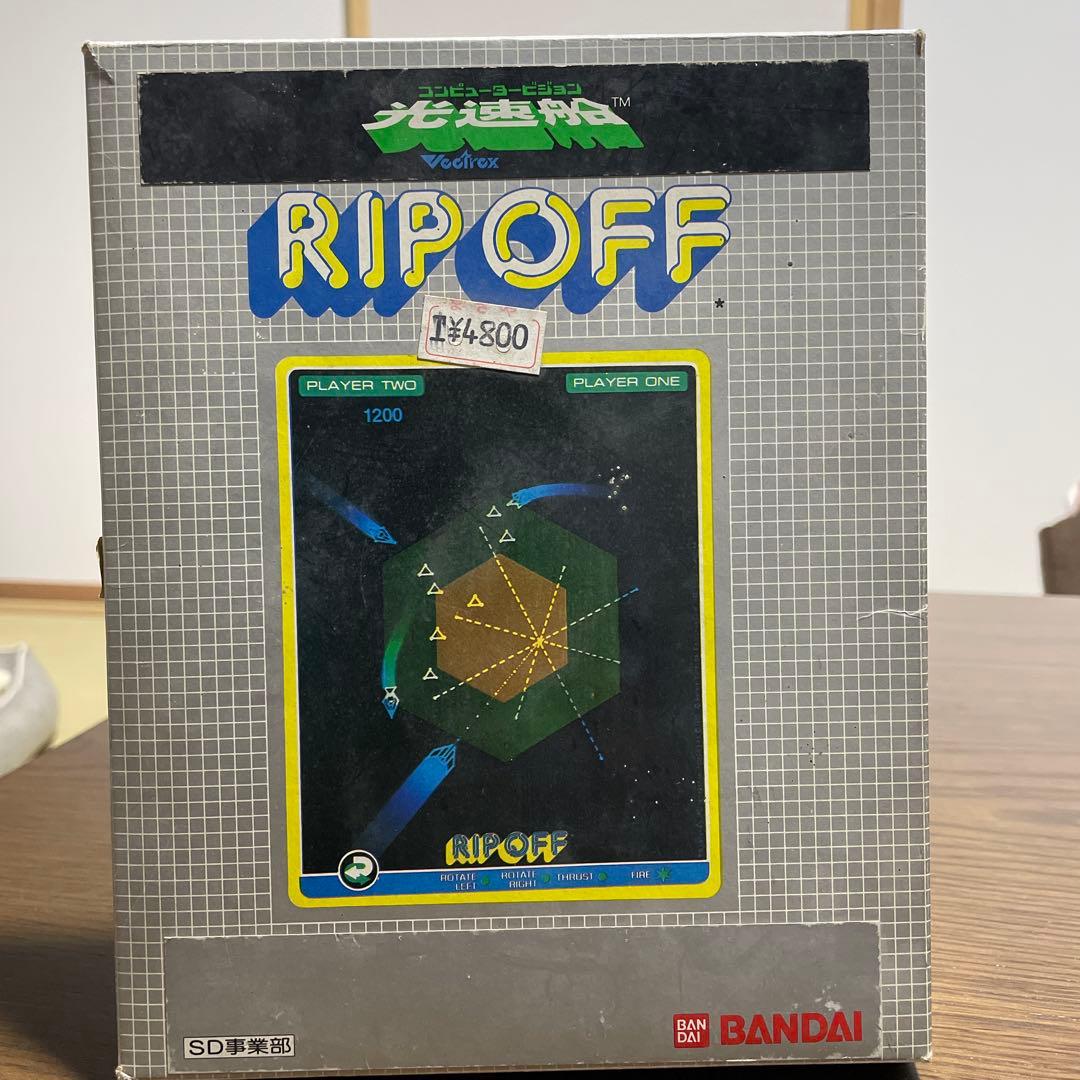 コンピュータービジョン
光速船™
Vectrex
RIP OFF
*
I¥4800
PLAYER TWO
PLAYER ONE
1200
RIP OFF
ROTATE LEFT
ROTATE RIGHT
THRUST
FIRE
SD事業部
BAN DAI
BANDAI